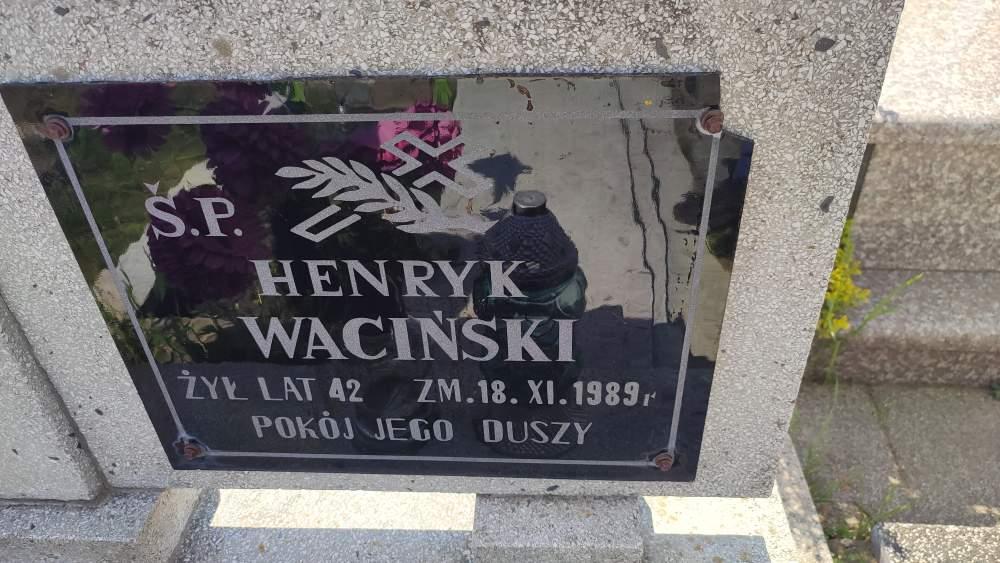 Ś.P.
HENRYK
WACIŃSKI
ŻYŁ LAT 42 ZM. 18. XI. 1989r
POKÓJ JEGO DUSZY